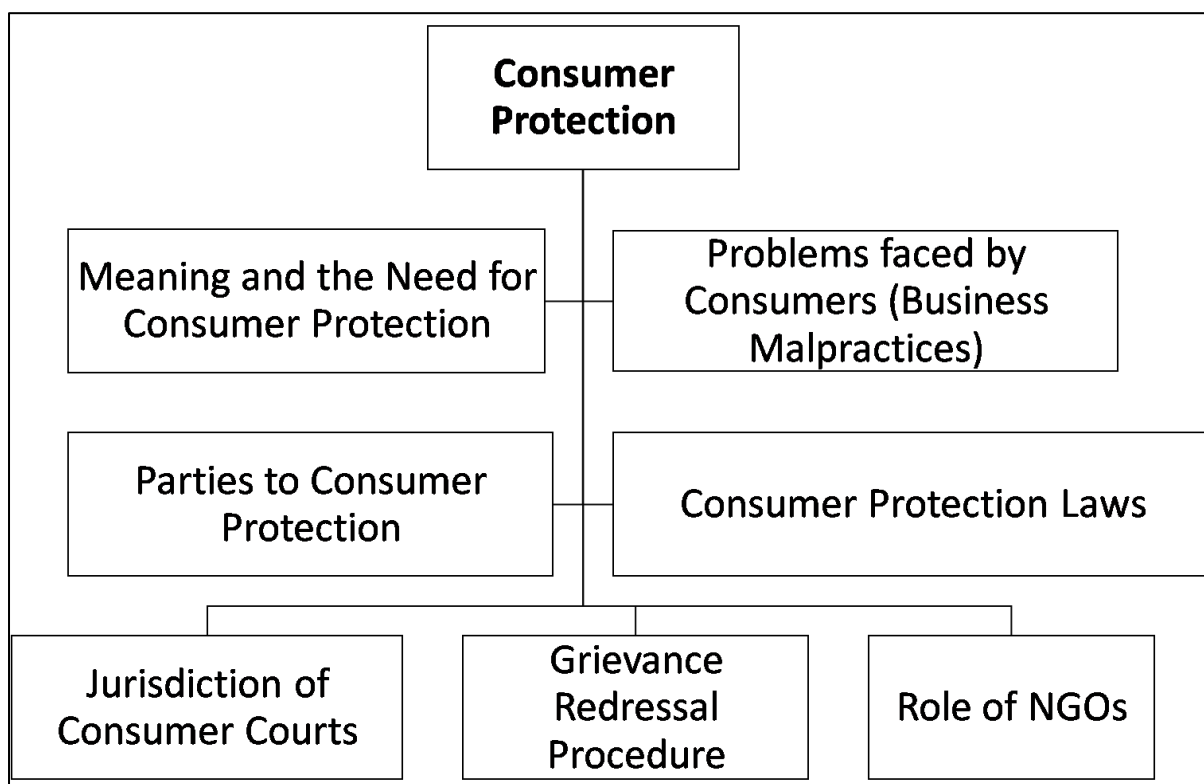 Consumer
Protection
Meaning and the Need for
Consumer Protection
Problems faced by
Consumers (Business
Malpractices)
Parties to Consumer
Protection
Consumer Protection Laws
Jurisdiction of
Consumer Courts
Grievance
Redressal
Procedure
Role of NGOs